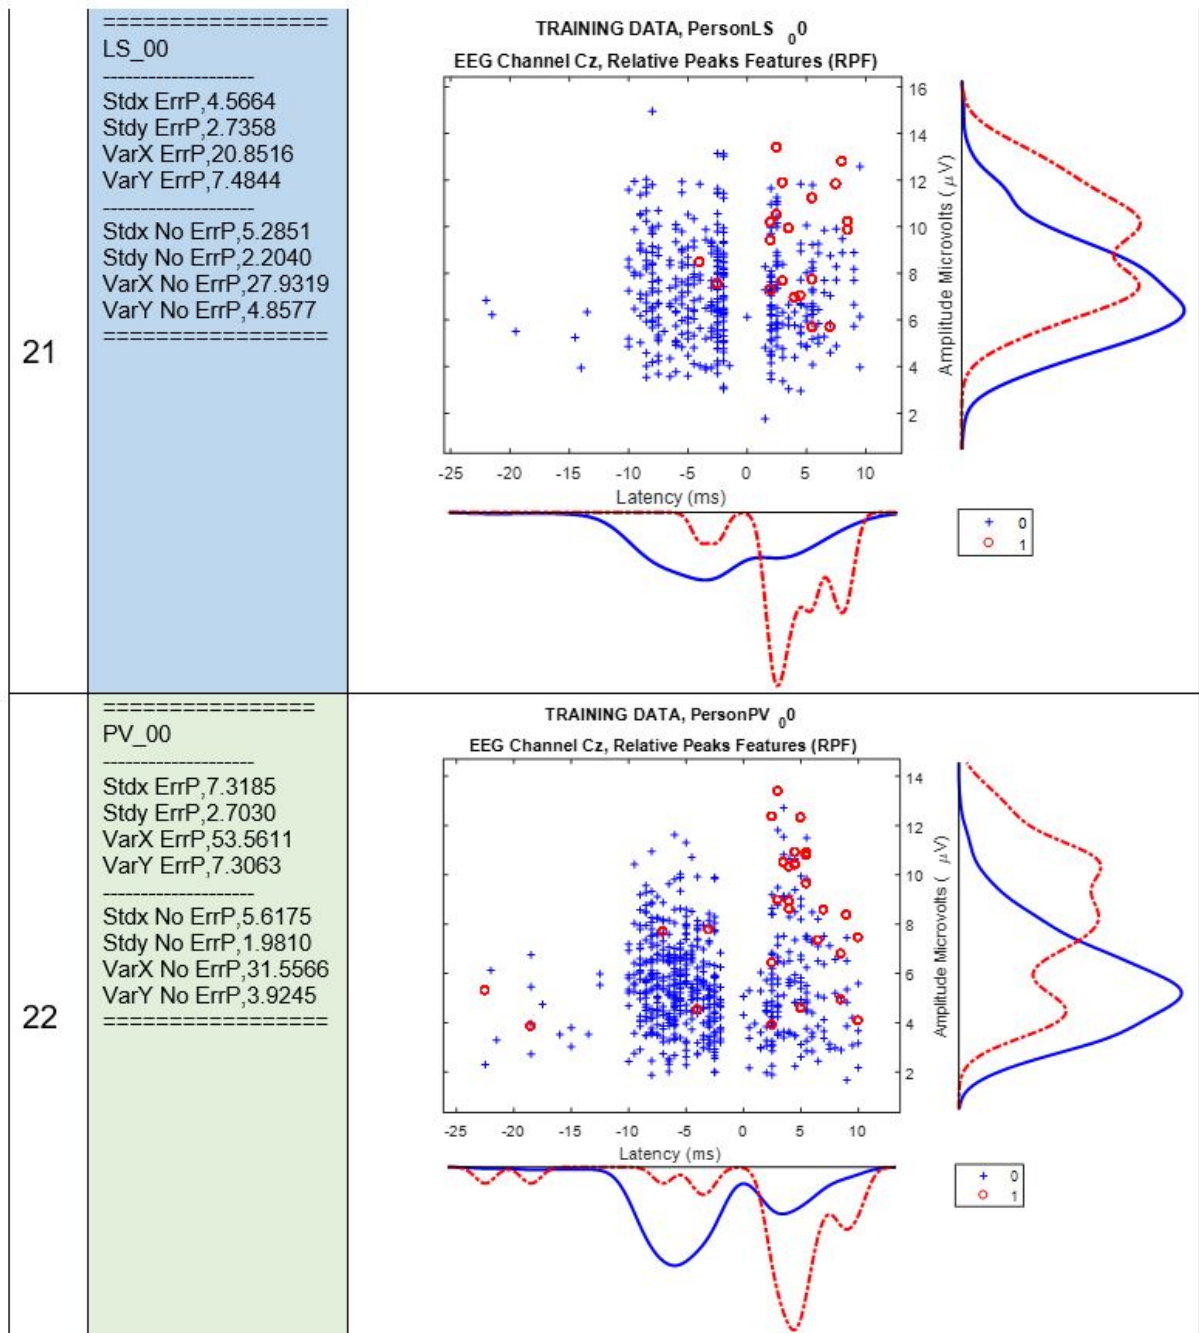 21
=================
LS_00
--------------------
Stdx ErrP,4.5664
Stdy ErrP,2.7358
VarX ErrP,20.8516
VarY ErrP,7.4844
--------------------
Stdx No ErrP,5.2851
Stdy No ErrP,2.2040
VarX No ErrP,27.9319
VarY No ErrP,4.8577
=================
TRAINING DATA, PersonLS 00
EEG Channel Cz, Relative Peaks Features (RPF)
16
14
12
10
8
6
4
2
Amplitude Microvolts ( μV)
-25 -20 -15 -10 -5 0 5 10
Latency (ms)
+ 0
o 1
22
================
PV_00
--------------------
Stdx ErrP,7.3185
Stdy ErrP,2.7030
VarX ErrP,53.5611
VarY ErrP,7.3063
--------------------
Stdx No ErrP,5.6175
Stdy No ErrP,1.9810
VarX No ErrP,31.5566
VarY No ErrP,3.9245
=================
TRAINING DATA, PersonPV 00
EEG Channel Cz, Relative Peaks Features (RPF)
14
12
10
8
6
4
2
Amplitude Microvolts ( μV)
-25 -20 -15 -10 -5 0 5 10
Latency (ms)
+ 0
o 1